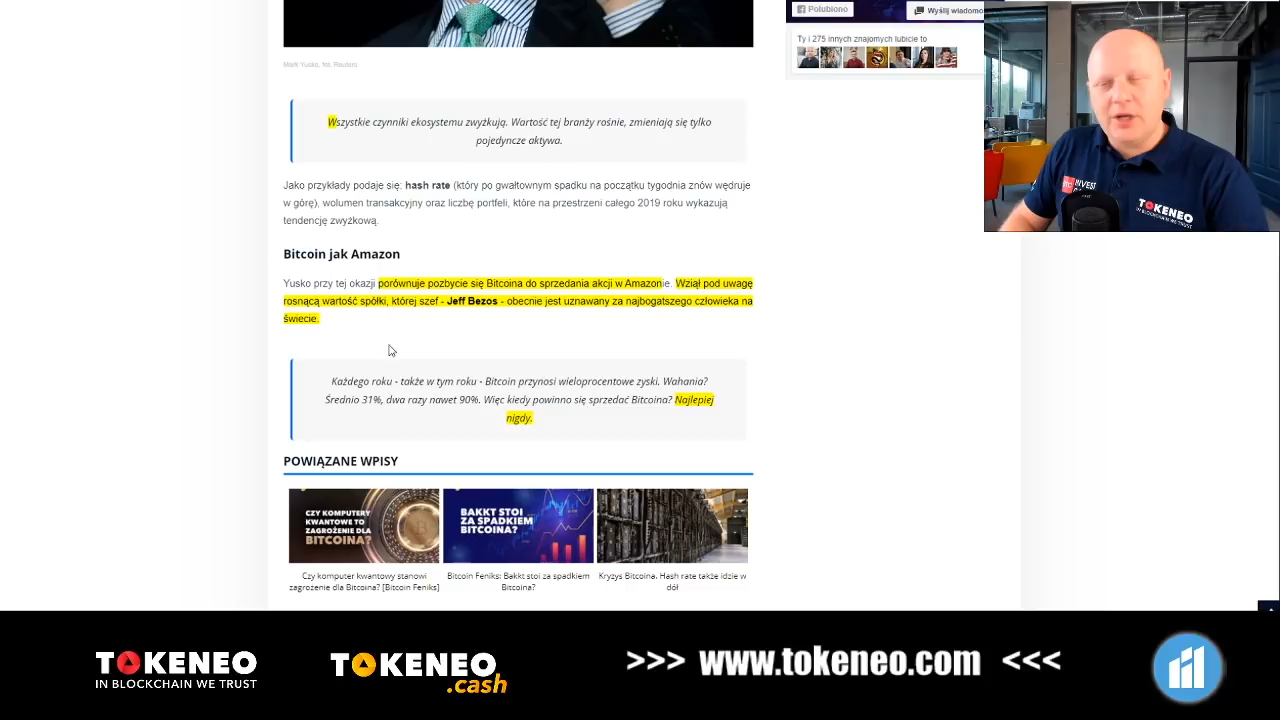 Polubiono
Wyślij wiadomo
Ty i 275 innych znajomych lubicie to
Mark Yusko, fot. Reuters
Wszystkie czynniki ekosystemu zwyżkują. Wartość tej branży rośnie, zmieniają się tylko
pojedyncze aktywa.
Jako przykłady podaje się: hash rate (który po gwałtownym spadku na początku tygodnia znów wędruje
w górę), wolumen transakcyjny oraz liczbę portfeli, które na przestrzeni całego 2019 roku wykazują
tendencję zwyżkową.
Bitcoin jak Amazon
Yusko przy tej okazji porównuje pozbycie się Bitcoina do sprzedania akcji w Amazonie. Wziął pod uwagę
rosnącą wartość spółki, której szef - Jeff Bezos - obecnie jest uznawany za najbogatszego człowieka na
świecie.
Każdego roku - także w tym roku - Bitcoin przynosi wieloprocentowe zyski. Wahania?
Średnio 31%, dwa razy nawet 90%. Więc kiedy powinno się sprzedać Bitcoina? Najlepiej
nigdy.
POWIĄZANE WPISY
CZY KOMPUTERY
KWANTOWE TO
ZAGROŻENIE DLA
BITCOINA?
BAKKT STOI
ZA SPADKIEM
BITCOINA?
Czy komputer kwantowy stanowi
zagrożenie dla Bitcoina? [Bitcoin Feniks]
Bitcoin Feniks: Bakkt stoi za spadkiem
Bitcoina?
Kryzys Bitcoina. Hash rate także idzie w
dół
INVEST
TOKENEO
IN BLOCKCHAIN WE TRUST
TOKENEO
IN BLOCKCHAIN WE TRUST
TOKENEO
.cash
>>> www.tokeneo.com <<<